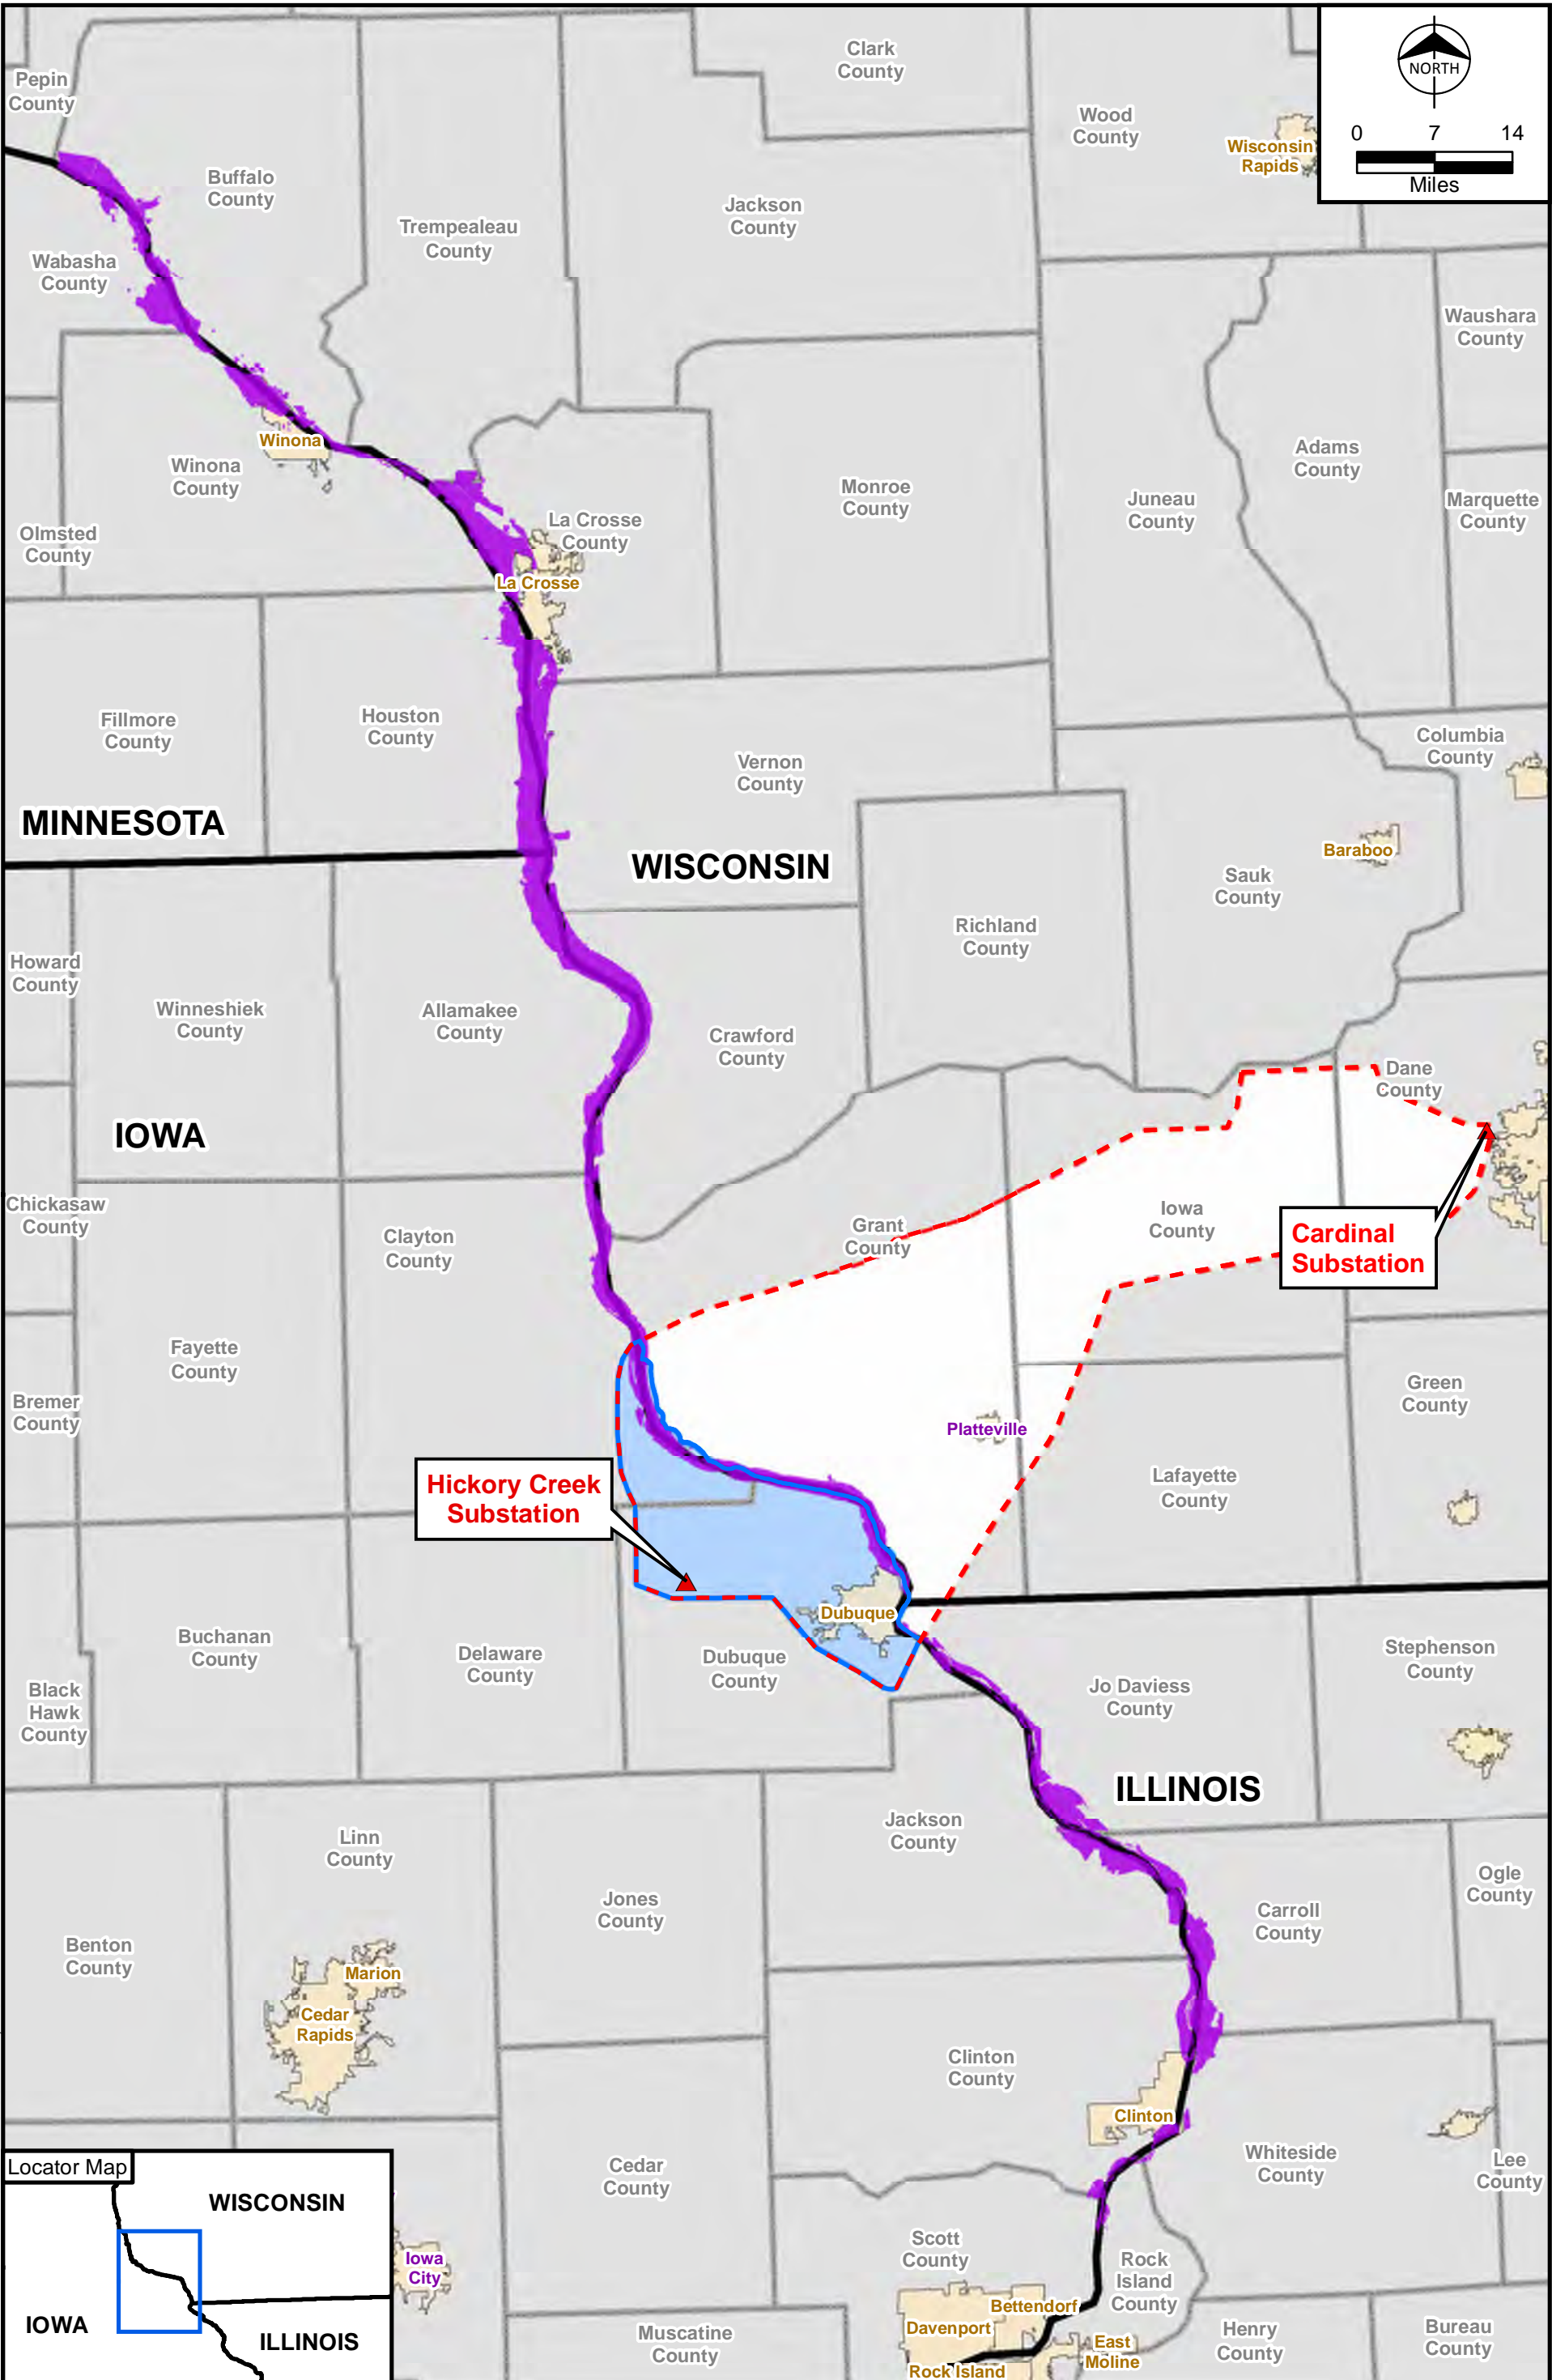 Clark
County
Pepin
County
Wood
County
Wisconsin
Rapids
NORTH
0 7 14
Miles
Buffalo
County
Jackson
County
Trempealeau
County
Wabasha
County
Waushara
County
Winona
Winona
County
Adams
County
Monroe
County
Juneau
County
Marquette
County
La Crosse
County
Olmsted
County
La Crosse
Fillmore
County
Houston
County
Columbia
County
Vernon
County
MINNESOTA
WISCONSIN
Baraboo
Sauk
County
Richland
County
Howard
County
Winneshiek
County
Allamakee
County
Crawford
County
Dane
County
IOWA
Chickasaw
County
Clayton
County
Grant
County
Iowa
County
Cardinal
Substation
Fayette
County
Bremer
County
Green
County
Platteville
Lafayette
County
Hickory Creek
Substation
Dubuque
Buchanan
County
Delaware
County
Dubuque
County
Stephenson
County
Black
Hawk
County
Jo Daviess
County
ILLINOIS
Linn
County
Jackson
County
Jones
County
Ogle
County
Carroll
County
Benton
County
Marion
Cedar
Rapids
Clinton
County
Clinton
Cedar
County
Whiteside
County
Lee
County
Locator Map
WISCONSIN
IOWA
ILLINOIS
Iowa
City
Scott
County
Rock
Island
County
Bettendorf
Davenport
East
Moline
Rock Island
Muscatine
County
Henry
County
Bureau
County